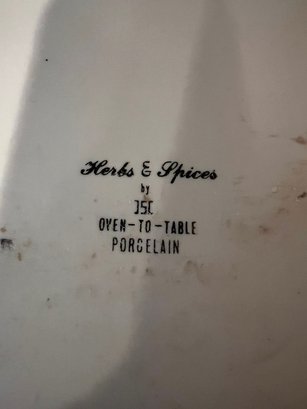 Herbs & Spices
by
JSC
OVEN-TO-TABLE
PORCELAIN